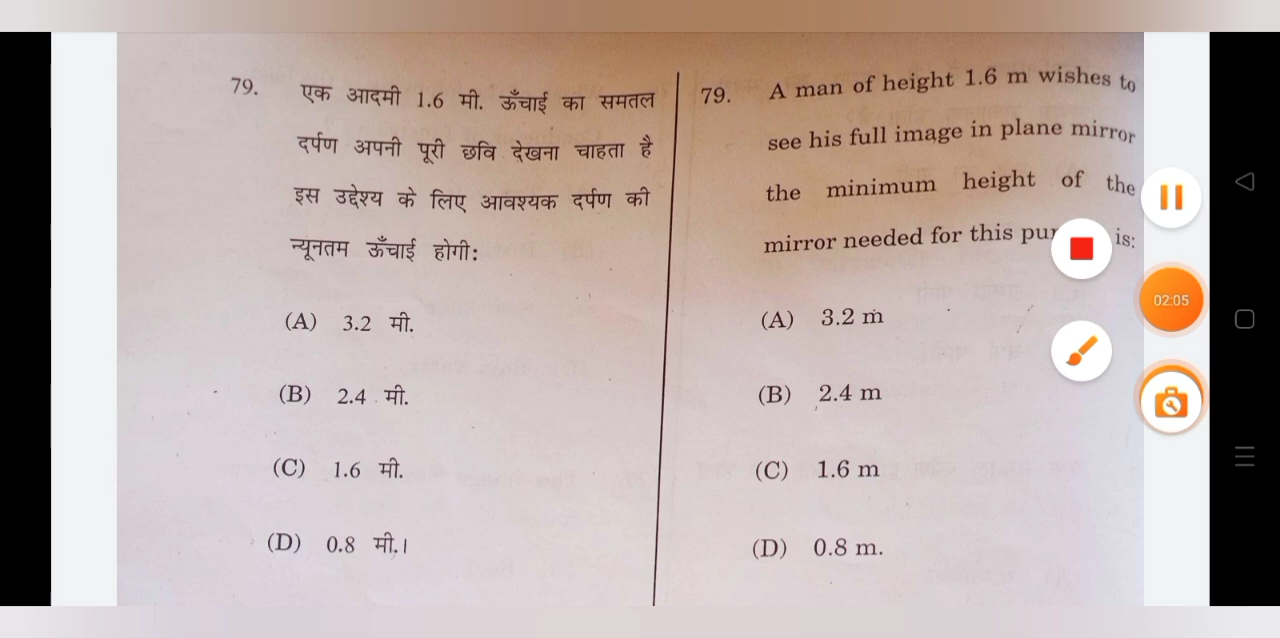 79. एक आदमी 1.6 मी. ऊँचाई का समतल
दर्पण अपनी पूरी छवि देखना चाहता है
इस उद्देश्य के लिए आवश्यक दर्पण की
न्यूनतम ऊँचाई होगी:
(A) 3.2 मी.
(B) 2.4 मी.
(C) 1.6 मी.
(D) 0.8 मी.।
79. A man of height 1.6 m wishes to
see his full image in plane mirror
the minimum height of the
mirror needed for this is:
(A) 3.2 m
(B) 2.4 m
(C) 1.6 m
(D) 0.8 m.
02:05